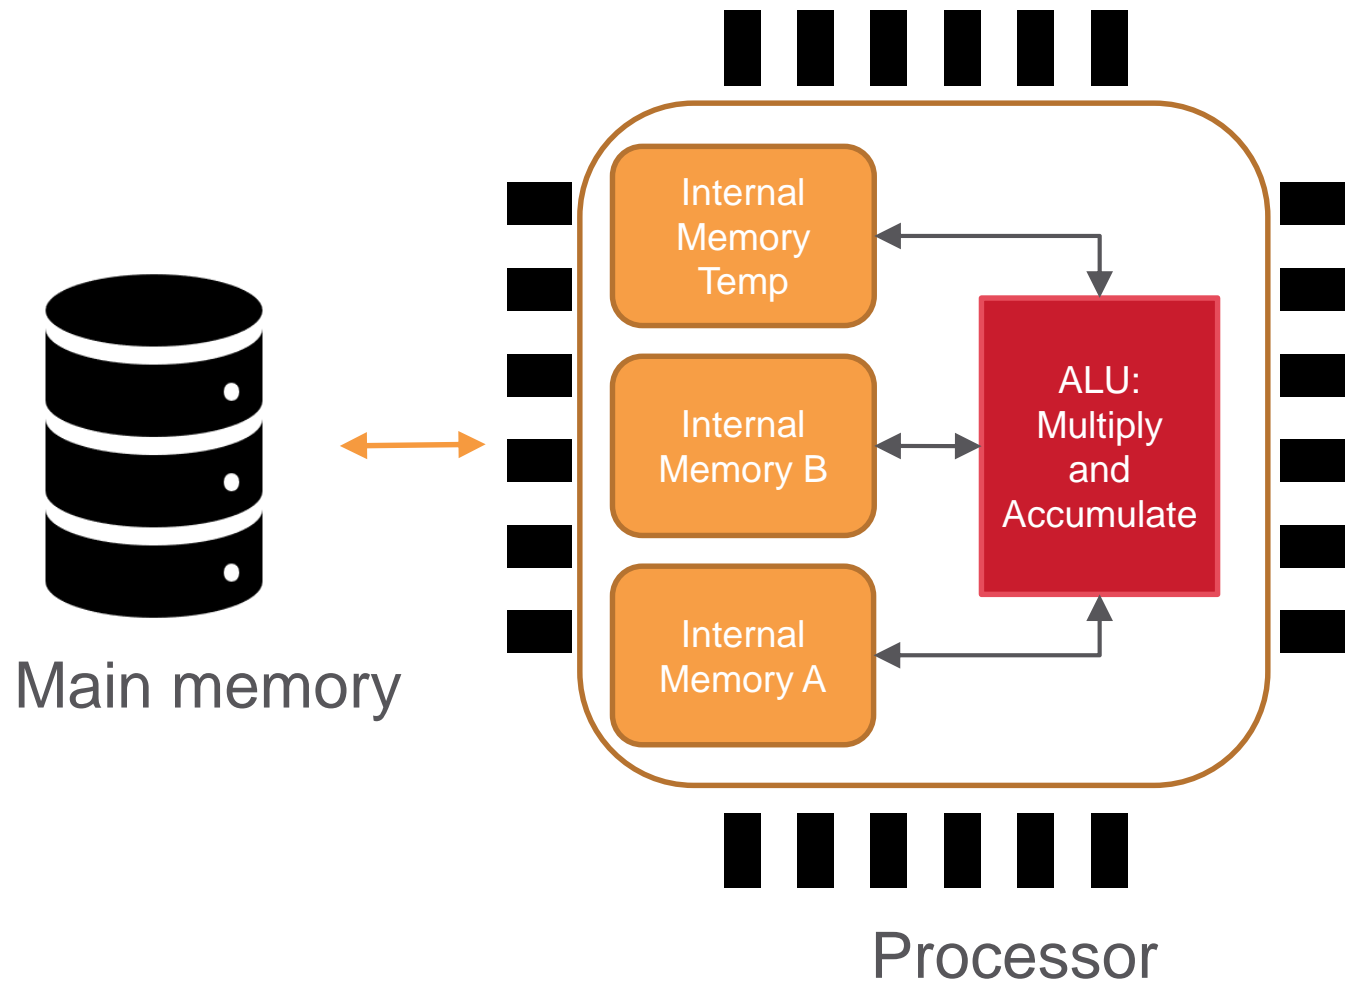 Internal
Memory
Temp
Internal
Memory B
Internal
Memory A
ALU:
Multiply
and
Accumulate
Main memory
Processor